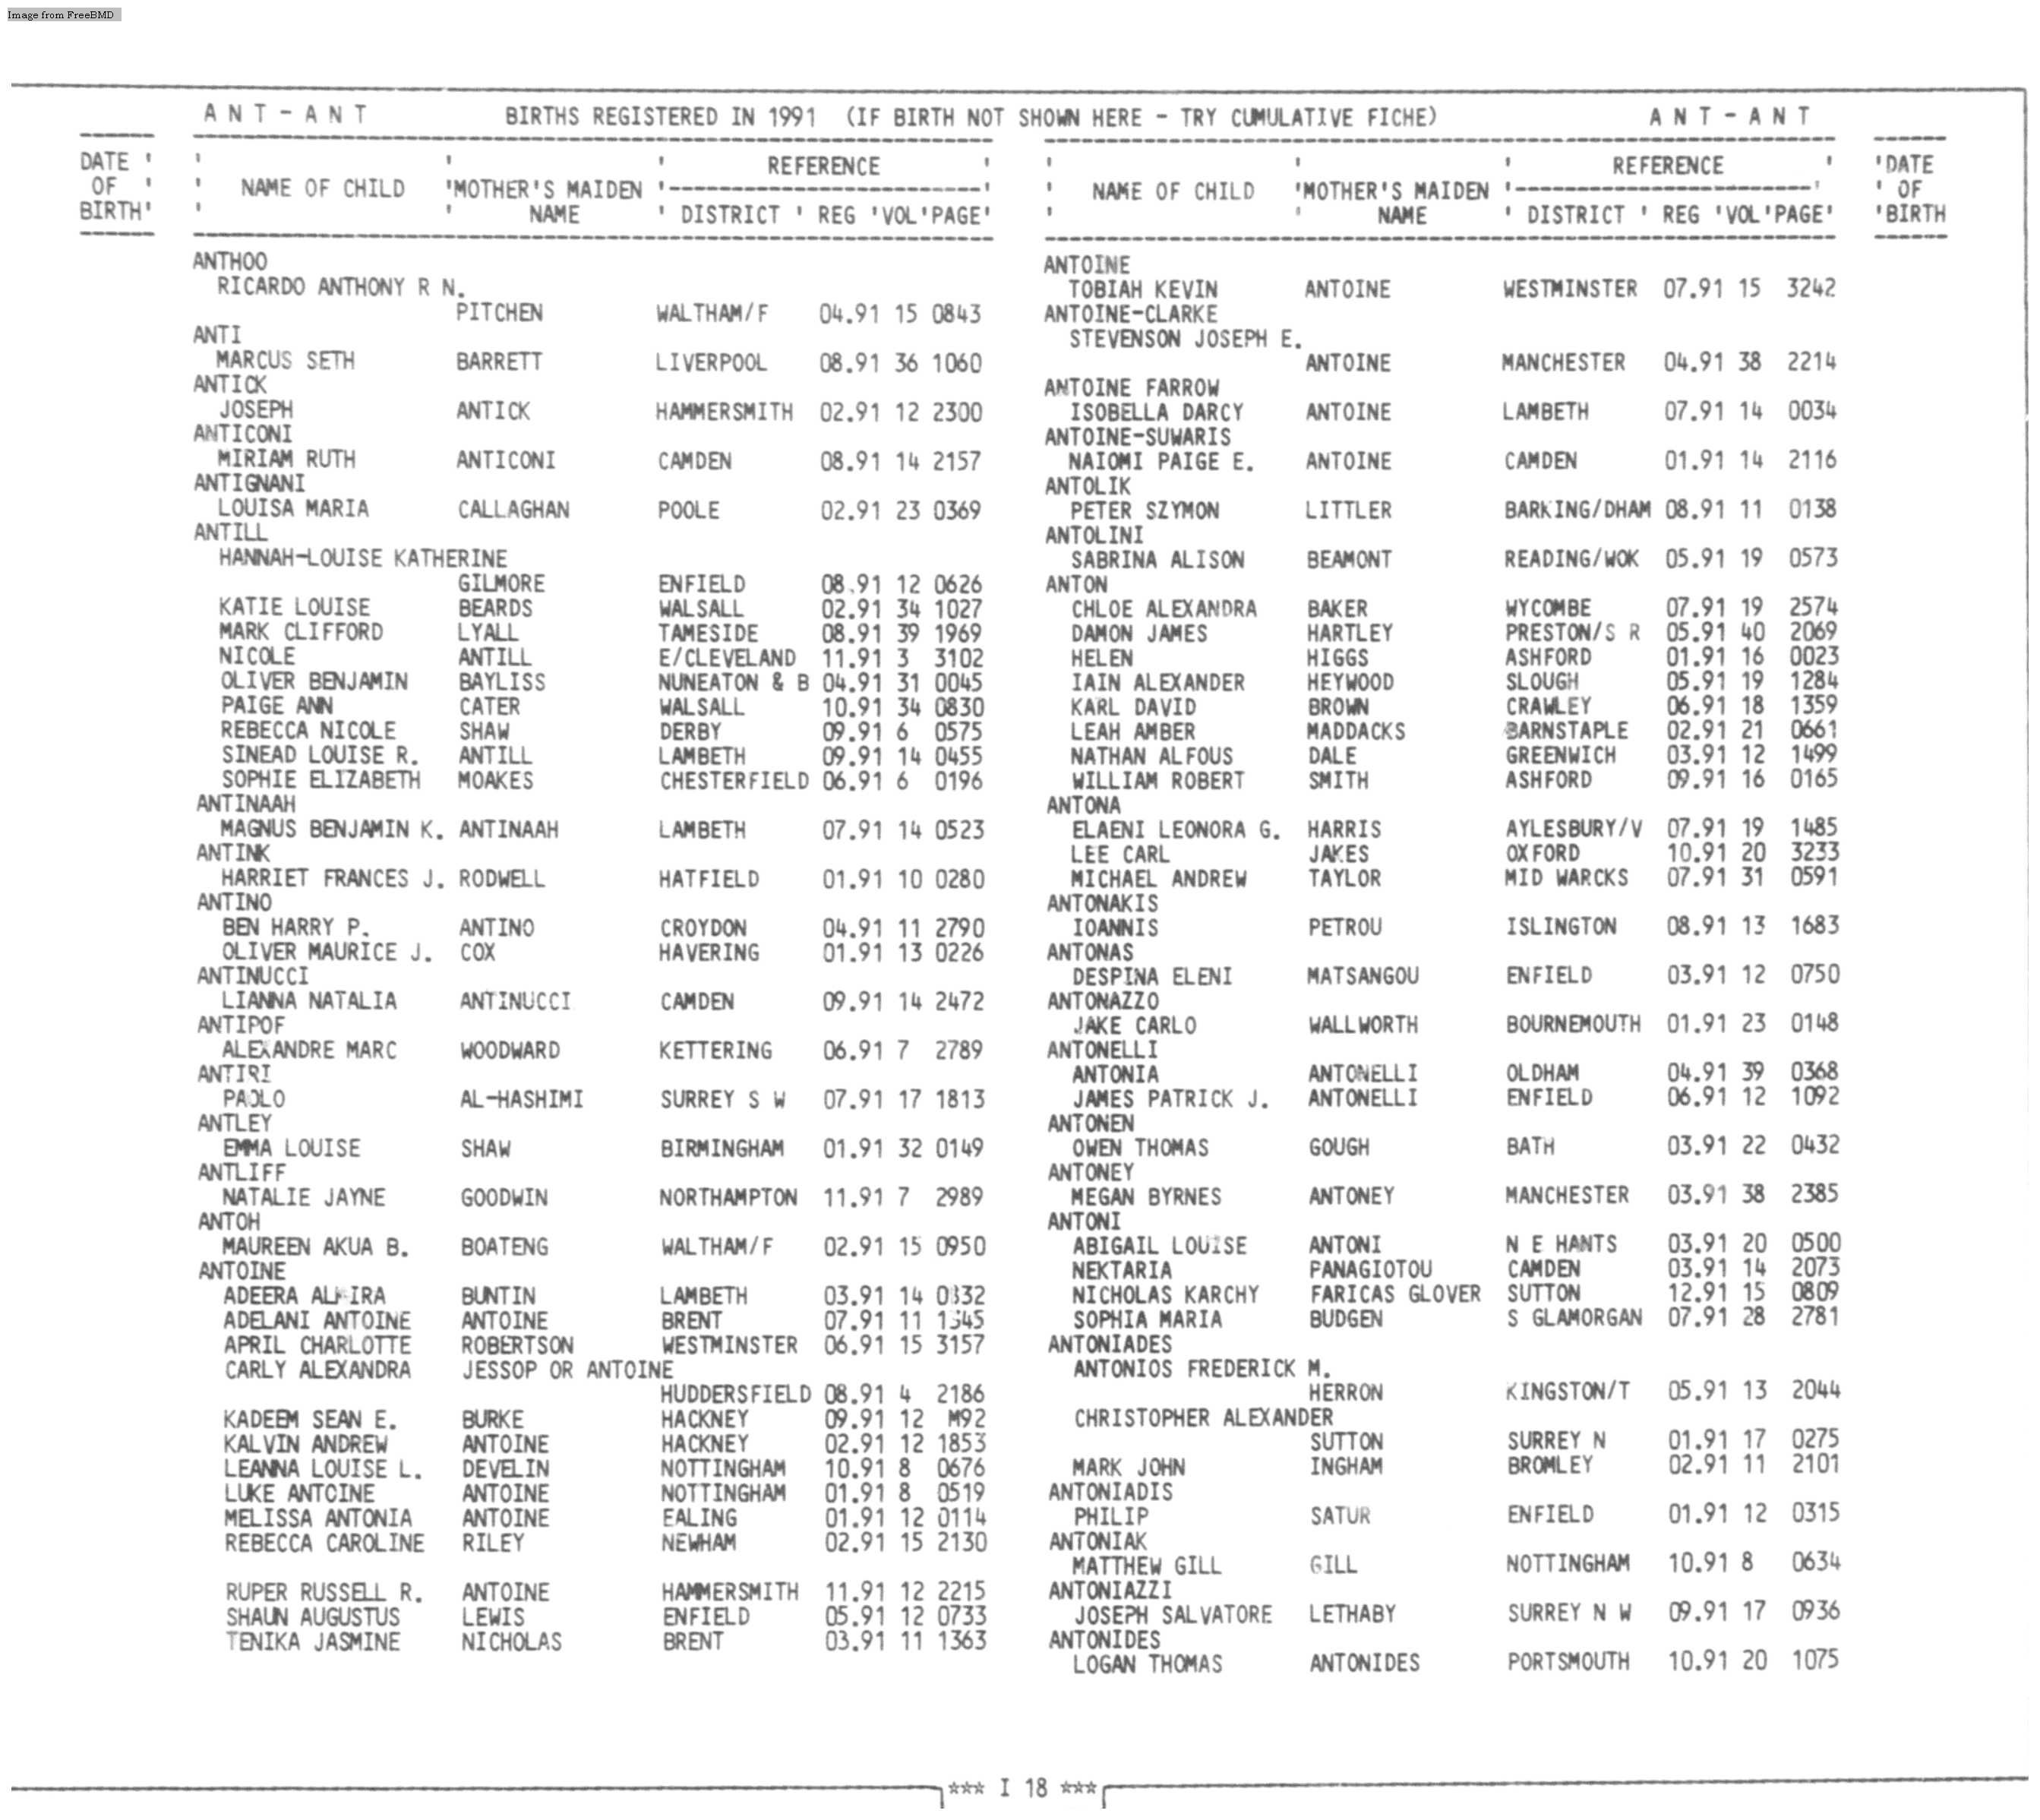 Image from FreeBMD
ANT-ANT BIRTHS REGISTERED IN 1991 (IF BIRTH NOT SHOWN HERE - TRY CUMULATIVE FICHE) ANT-ANT
DATE OF BIRTH NAME OF CHILD MOTHER'S MAIDEN NAME REFERENCE DISTRICT REG VOL PAGE
ANTHOO
RICARDO ANTHONY R N.
PITCHEN WALTHAM/F 04.91 15 0843
ANTI
MARCUS SETH BARRETT LIVERPOOL 08.91 36 1060
ANTICK
JOSEPH ANTICK HAMMERSMITH 02.91 12 2300
ANTICONI
MIRIAM RUTH ANTICONI CAMDEN 08.91 14 2157
ANTIGNANI
LOUISA MARIA CALLAGHAN POOLE 02.91 23 0369
ANTILL
HANNAH-LOUISE KATHERINE
GILMORE ENFIELD 08.91 12 0626
KATIE LOUISE BEARDS WALSALL 02.91 34 1027
MARK CLIFFORD LYALL TAMESIDE 08.91 39 1969
NICOLE ANTILL E/CLEVELAND 11.91 3 3102
OLIVER BENJAMIN BAYLISS NUNEATON & B 04.91 31 0045
PAIGE ANN CATER WALSALL 10.91 34 0830
REBECCA NICOLE SHAW DERBY 09.91 6 0575
SINEAD LOUISE R. ANTILL LAMBETH 09.91 14 0455
SOPHIE ELIZABETH MOAKES CHESTERFIELD 06.91 6 0196
ANTINAAH
MAGNUS BENJAMIN K. ANTINAAH LAMBETH 07.91 14 0523
ANTINK
HARRIET FRANCES J. RODWELL HATFIELD 01.91 10 0280
ANTINO
BEN HARRY P. ANTINO CROYDON 04.91 11 2790
OLIVER MAURICE J. COX HAVERING 01.91 13 0226
ANTINUCCI
LIANNA NATALIA ANTINUCCI CAMDEN 09.91 14 2472
ANTIPOF
ALEXANDRE MARC WOODWARD KETTERING 06.91 7 2789
ANTIRI
PAOLO AL-HASHIMI SURREY S W 07.91 17 1813
ANTLEY
EMMA LOUISE SHAW BIRMINGHAM 01.91 32 0149
ANTLIFF
NATALIE JAYNE GOODWIN NORTHAMPTON 11.91 7 2989
ANTOH
MAUREEN AKUA B. BOATENG WALTHAM/F 02.91 15 0950
ANTOINE
ADEERA BUNTIN LAMBETH 03.91 14
ADELANI ANTOINE ANTOINE BRENT 07.91 11 1345
APRIL CHARLOTTE ROBERTSON WESTMINSTER 06.91 15 3157
CARLY ALEXANDRA JESSOP OR ANTOINE
HUDDERSFIELD 08.91 4 2186
KADEEM SEAN E. BURKE HACKNEY 09.91 12 M92
KALVIN ANDREW ANTOINE HACKNEY 02.91 12 1853
LEANNA LOUISE L. DEVELIN NOTTINGHAM 10.91 8 0676
LUKE ANTOINE ANTOINE NOTTINGHAM 01.91 8 0519
MELISSA ANTONIA ANTOINE EALING 01.91 12 0114
REBECCA CAROLINE RILEY NEWHAM 02.91 15 2130
RUPER RUSSELL R. ANTOINE HAMMERSMITH 11.91 12 2215
SHAUN AUGUSTUS LEWIS ENFIELD 05.91 12 0733
TENIKA JASMINE NICHOLAS BRENT 03.91 11 1363
NAME OF CHILD MOTHER'S MAIDEN NAME REFERENCE DISTRICT REG VOL PAGE DATE OF BIRTH
ANTOINE
TOBIAH KEVIN ANTOINE WESTMINSTER 07.91 15 3242
ANTOINE-CLARKE
STEVENSON JOSEPH E.
ANTOINE MANCHESTER 04.91 38 2214
ANTOINE FARROW
ISOBELLA DARCY ANTOINE LAMBETH 07.91 14 0034
ANTOINE-SUWARIS
NAIOMI PAIGE E. ANTOINE CAMDEN 01.91 14 2116
ANTOLIK
PETER SZYMON LITTLER BARKING/DHAM 08.91 11 0138
ANTOLINI
SABRINA ALISON BEAMONT READING/WOK 05.91 19 0573
ANTON
CHLOE ALEXANDRA BAKER WYCOMBE 07.91 19 2574
DAMON JAMES HARTLEY PRESTON/S R 05.91 40 2069
HELEN HIGGS ASHFORD 01.91 16 0023
IAIN ALEXANDER HEYWOOD SLOUGH 05.91 19 1284
KARL DAVID BROWN CRAWLEY 06.91 18 1359
LEAH AMBER MADDACKS BARNSTAPLE 02.91 21 0661
NATHAN ALFOUS DALE GREENWICH 03.91 12 1499
WILLIAM ROBERT SMITH ASHFORD 09.91 16 0165
ANTONA
ELAENI LEONORA G. HARRIS AYLESBURY/V 07.91 19 1485
LEE CARL JAKES OXFORD 10.91 20 3233
MICHAEL ANDREW TAYLOR MID WARCKS 07.91 31 0591
ANTONAKIS
IOANNIS PETROU ISLINGTON 08.91 13 1683
ANTONAS
DESPINA ELENI MATSANGOU ENFIELD 03.91 12 0750
ANTONAZZO
JAKE CARLO WALLWORTH BOURNEMOUTH 01.91 23 0148
ANTONELLI
ANTONIA ANTONELLI OLDHAM 04.91 39 0368
JAMES PATRICK J. ANTONELLI ENFIELD 06.91 12 1092
ANTONEN
OWEN THOMAS GOUGH BATH 03.91 22 0432
ANTONEY
MEGAN BYRNES ANTONEY MANCHESTER 03.91 38 2385
ANTONI
ABIGAIL LOUISE ANTONI N E HANTS 03.91 20 0500
NEKTARIA PANAGIOTOU CAMDEN 03.91 14 2073
NICHOLAS KARCHY FARICAS GLOVER SUTTON 12.91 15 0809
SOPHIA MARIA BUDGEN S GLAMORGAN 07.91 28 2781
ANTONIADES
ANTONIOS FREDERICK M.
HERRON KINGSTON/T 05.91 13 2044
CHRISTOPHER ALEXANDER
SUTTON SURREY N 01.91 17 0275
MARK JOHN INGHAM BROMLEY 02.91 11 2101
ANTONIADIS
PHILIP SATUR ENFIELD 01.91 12 0315
ANTONIAK
MATTHEW GILL GILL NOTTINGHAM 10.91 8 0634
ANTONIAZZI
JOSEPH SALVATORE LETHABY SURREY N W 09.91 17 0936
ANTONIDES
LOGAN THOMAS ANTONIDES PORTSMOUTH 10.91 20 1075
*** I 18 ***